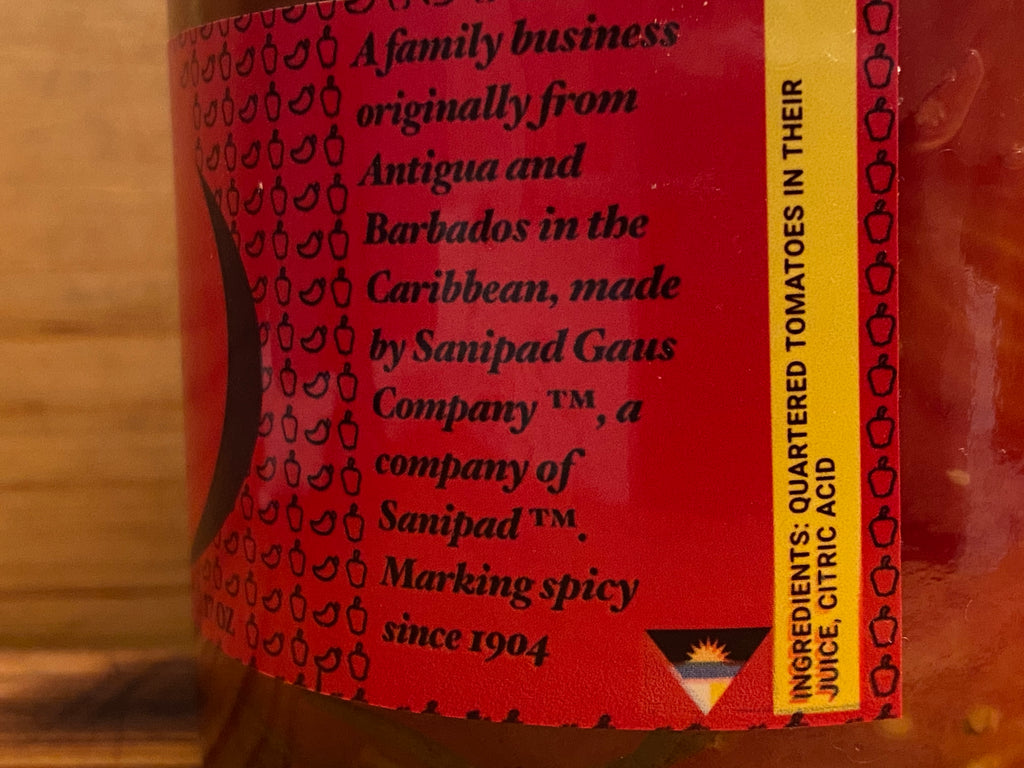 A family business
originally from
Antigua and
Barbados in the
Caribbean, made
by Sanipad Gaus
Company ™, a
company of
Sanipad ™.
Marking spicy
since 1904
INGREDIENTS: QUARTERED TOMATOES IN THEIR
JUICE, CITRIC ACID
OZ